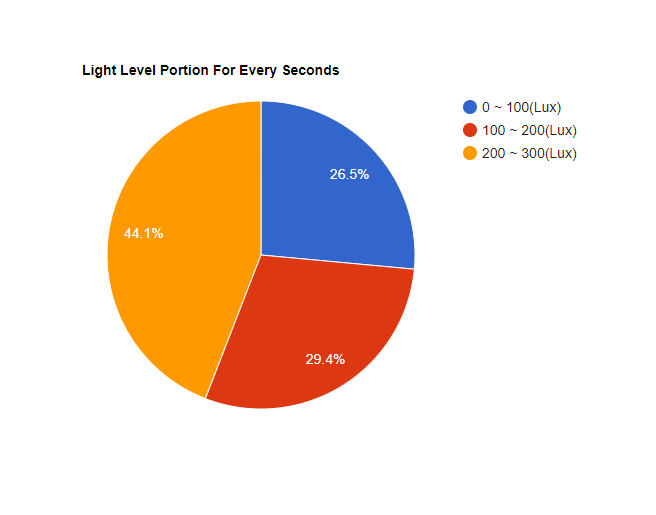 Light Level Portion For Every Seconds
0 ~ 100(Lux)
100 ~ 200(Lux)
200 ~ 300(Lux)
26.5%
44.1%
29.4%